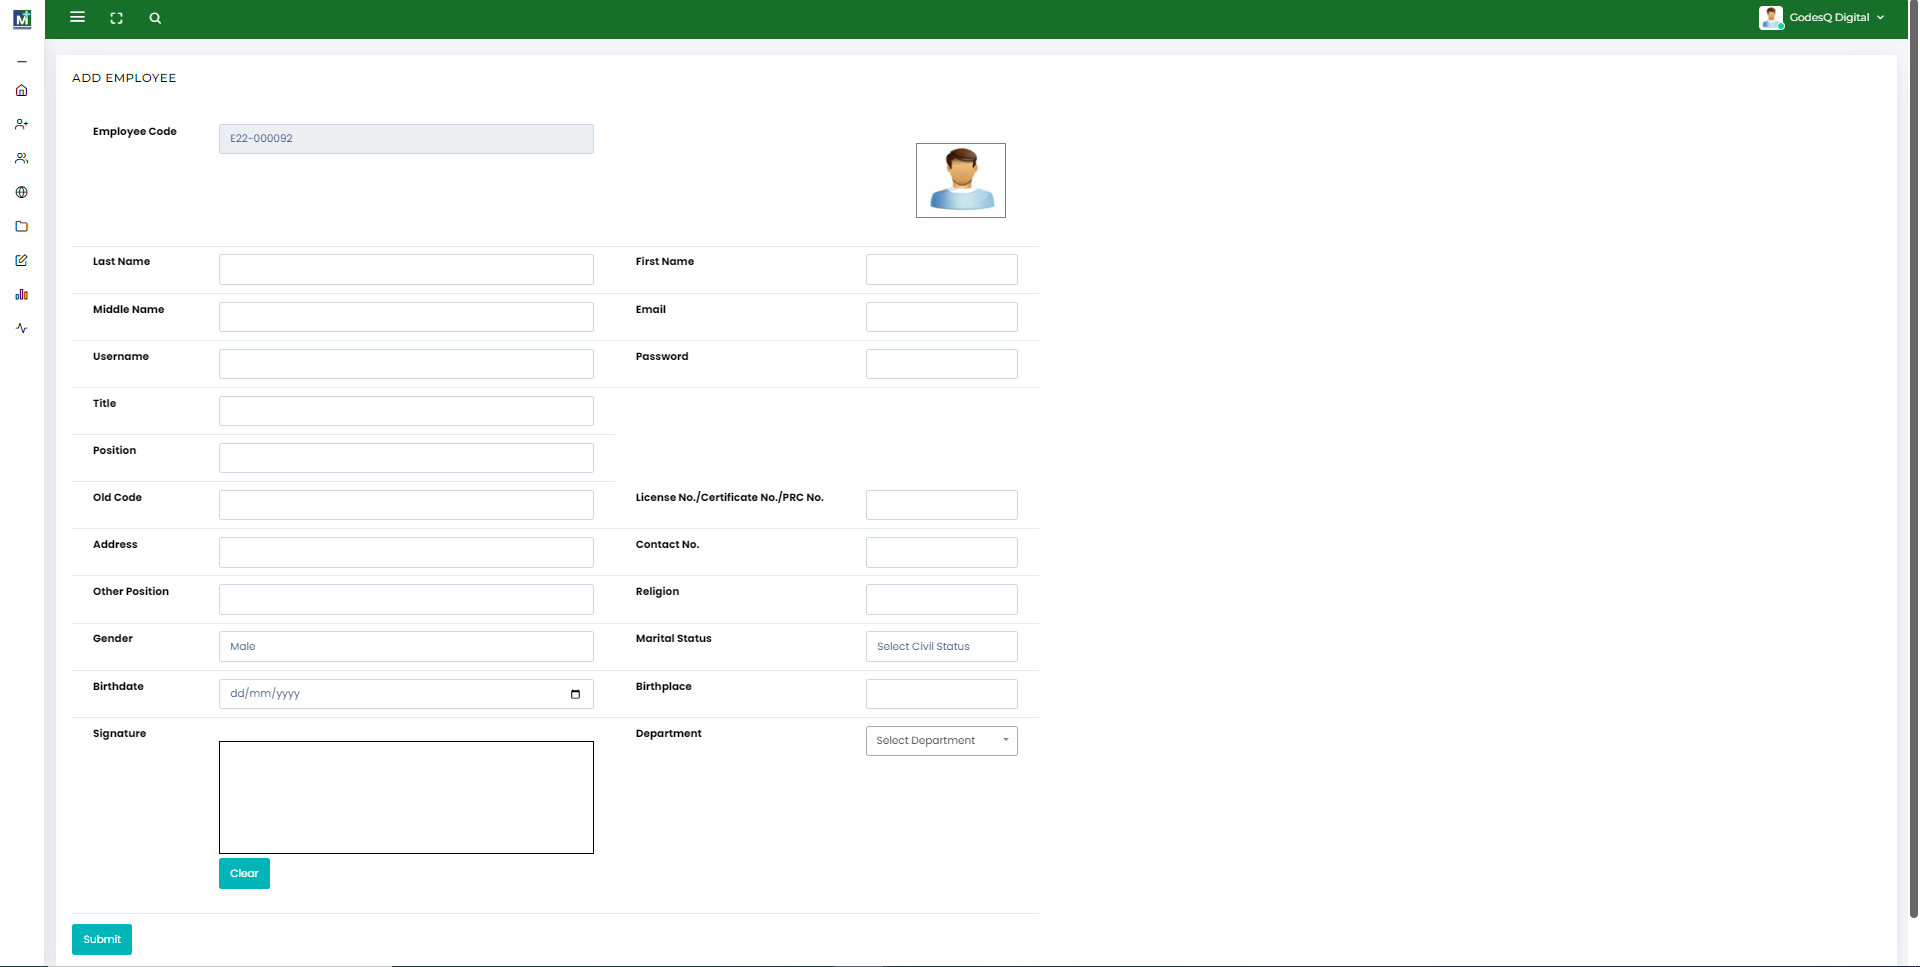 M
GodesQ Digital
ADD EMPLOYEE
Employee Code
E22-000092
Last Name
First Name
Middle Name
Email
Username
Password
Title
Position
Old Code
License No./Certificate No./PRC No.
Address
Contact No.
Other Position
Religion
Gender
Male
Marital Status
Select Civil Status
Birthdate
dd/mm/yyyy
Birthplace
Signature
Department
Select Department
Clear
Submit